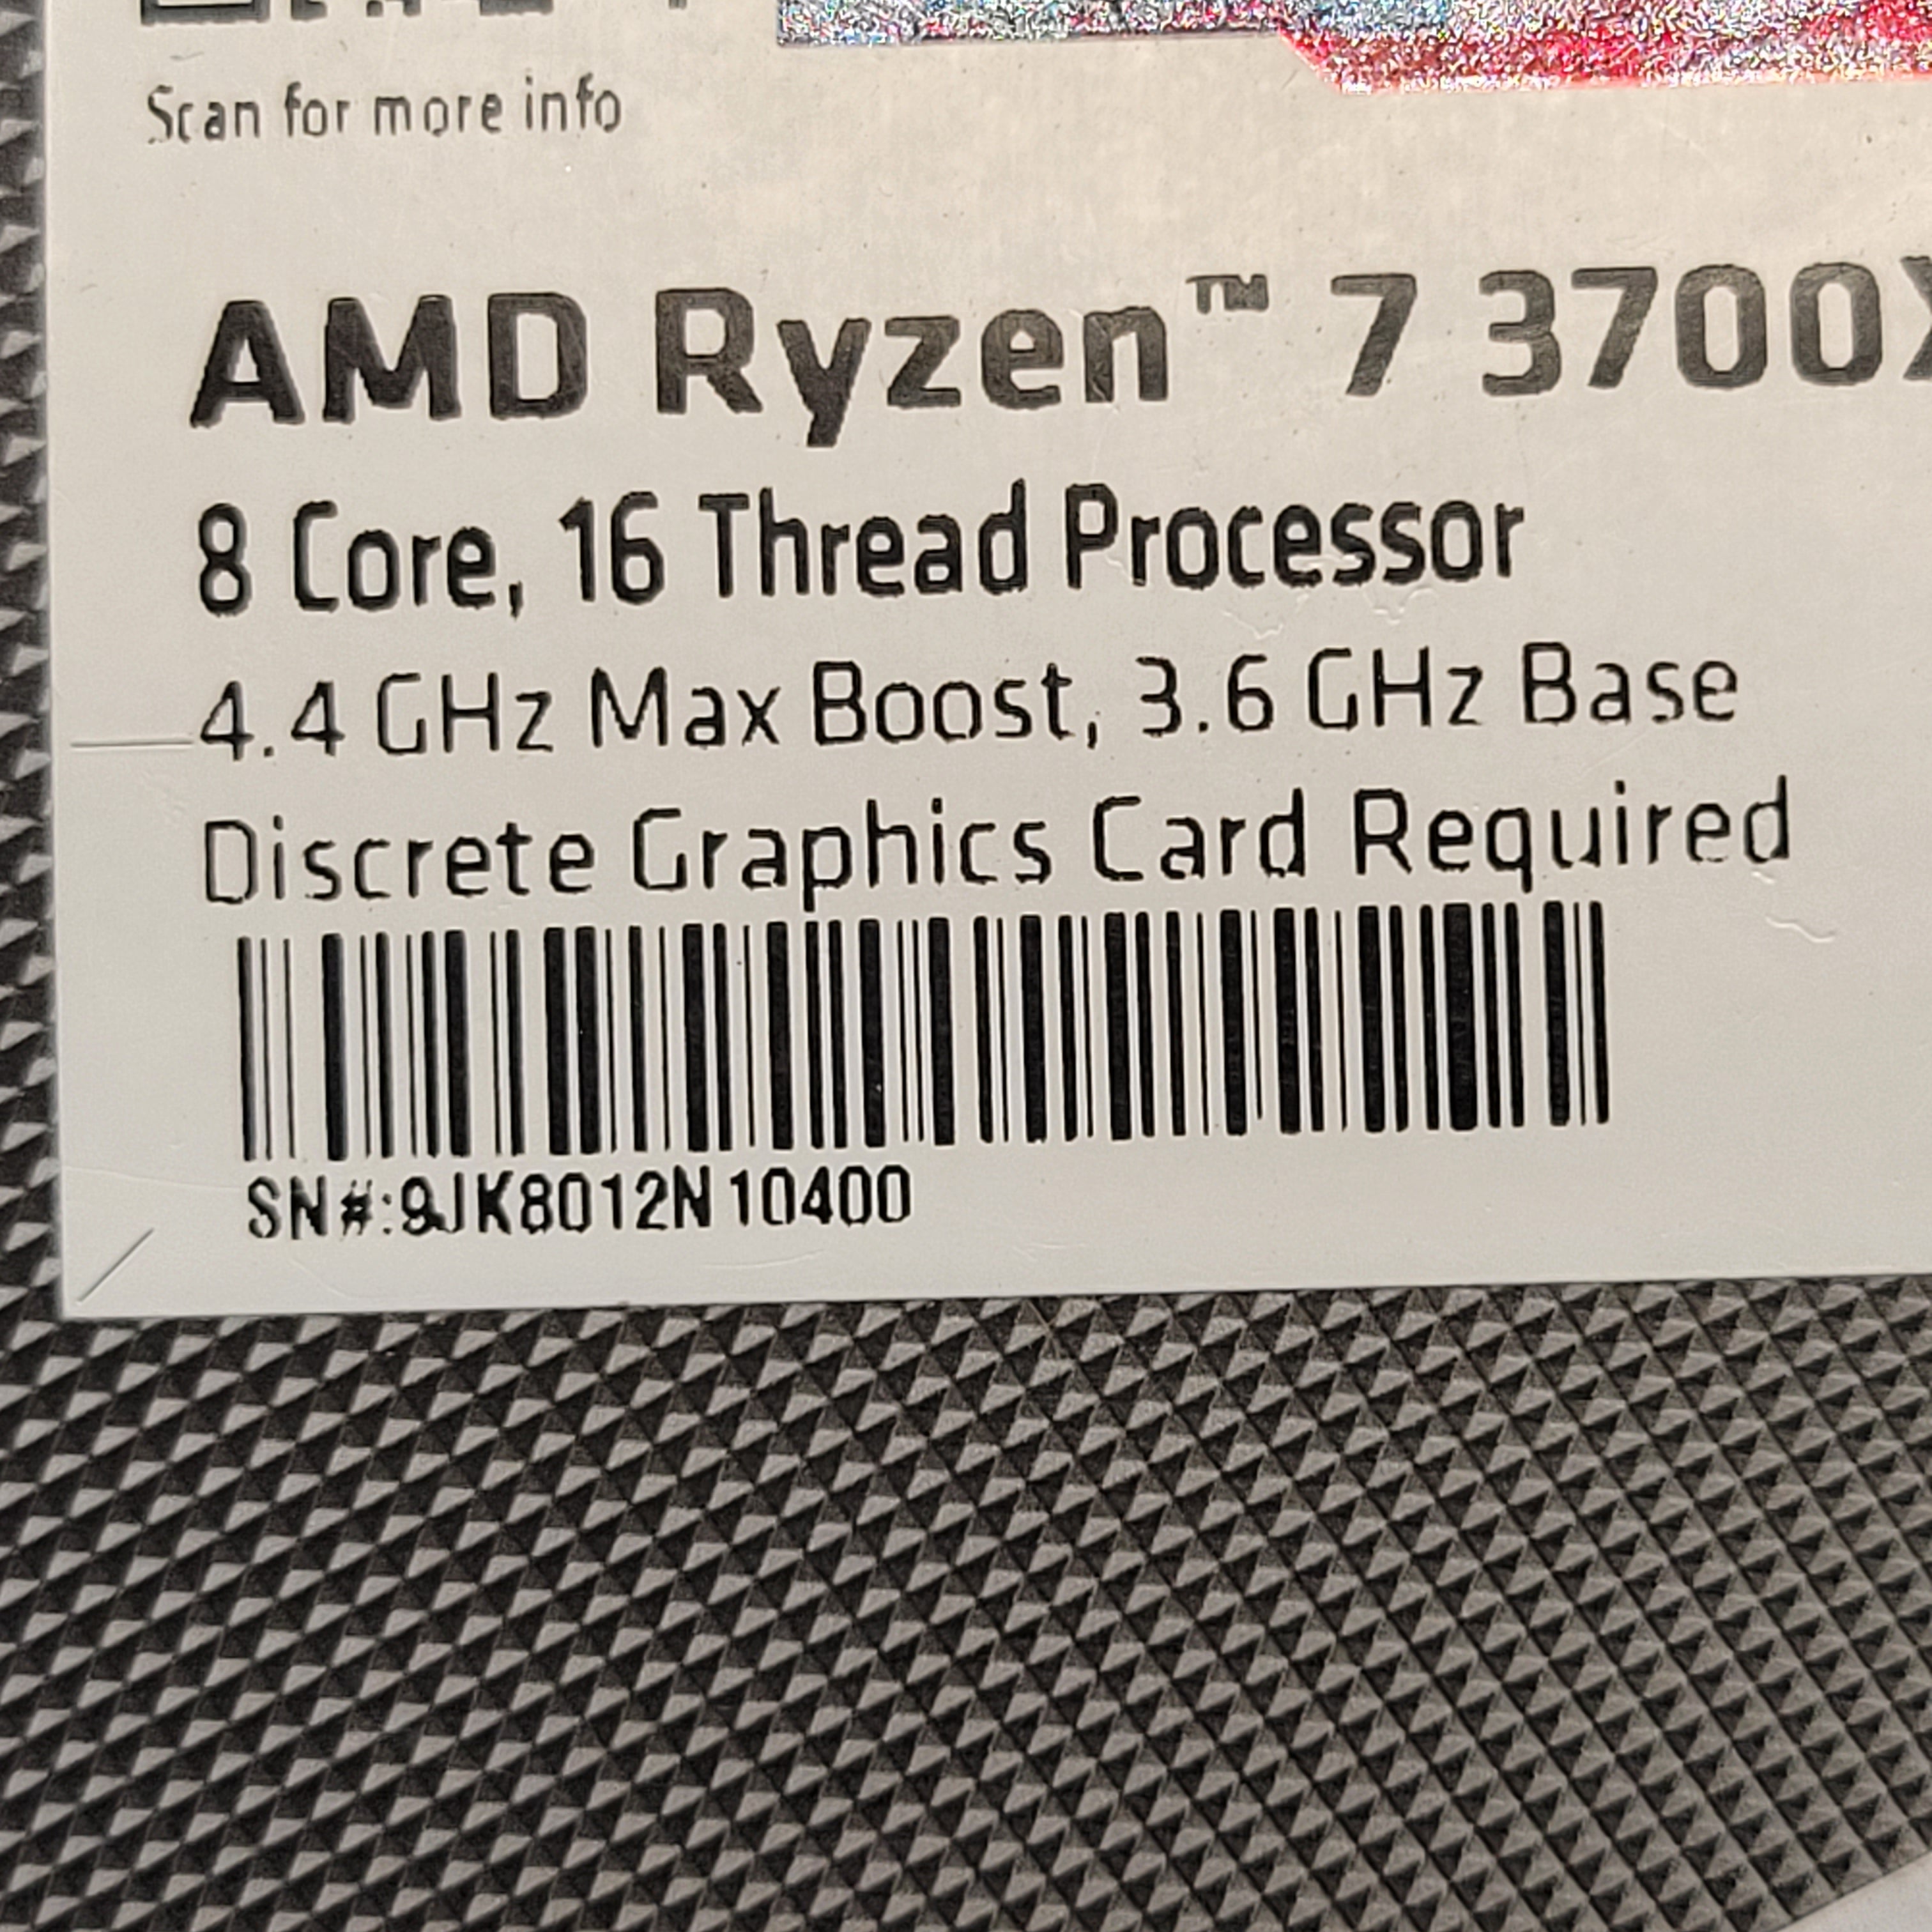 Scan for more info
AMD Ryzen™ 7 3700X
8 Core, 16 Thread Processor
4.4 GHz Max Boost, 3.6 GHz Base
Discrete Graphics Card Required
SN#:9JK8012N10400